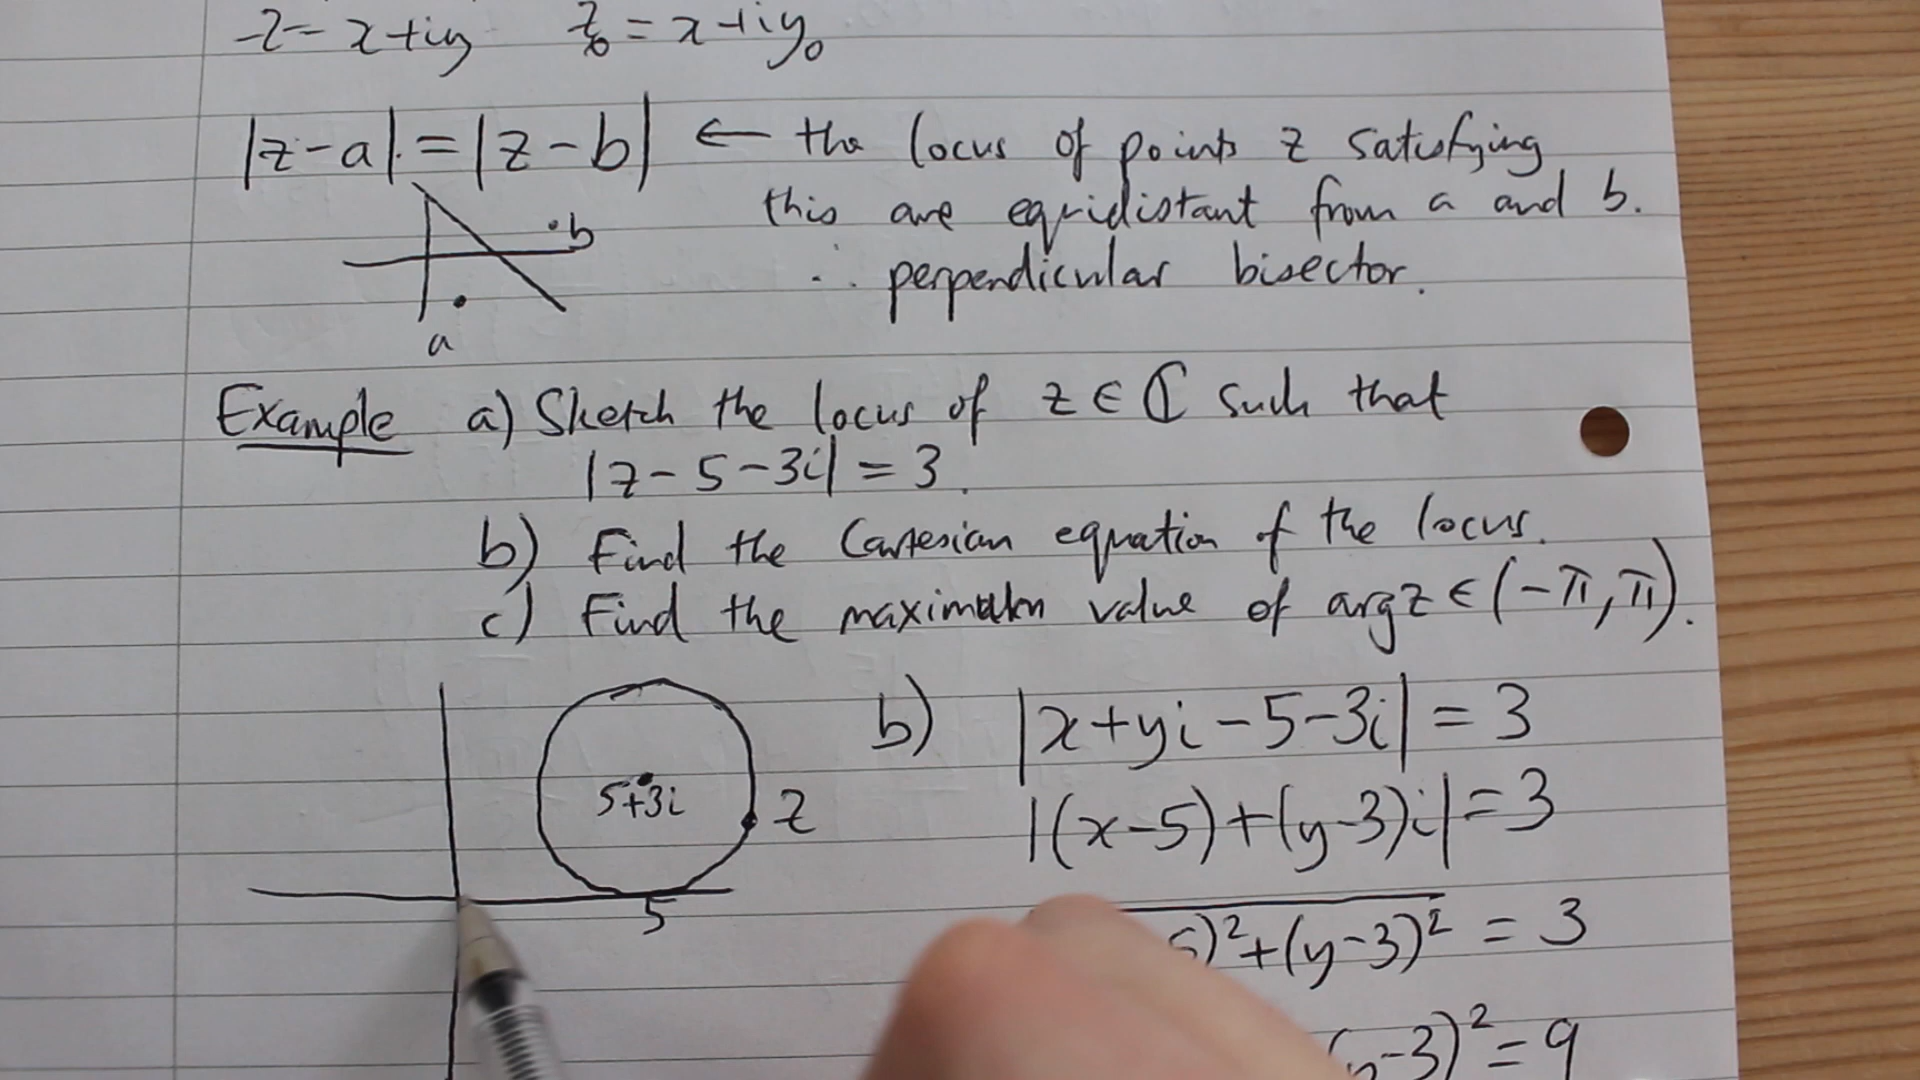 z = x+iy z₀ = x+iy₀
|z-a| = |z-b| ← the locus of points z satisfying
this are equidistant from a and b.
∴ perpendicular bisector.
b
a
Example a) Sketch the locus of z ∈ ℂ such that
|z-5-3i| = 3.
b) Find the Cartesian equation of the locus.
c) Find the maximum value of arg z ∈ (-π, π).
5+3i
z
5
b) |x+yi-5-3i| = 3
|(x-5)+(y-3)i| = 3
5)²+(y-3)² = 3
-3)² = 9